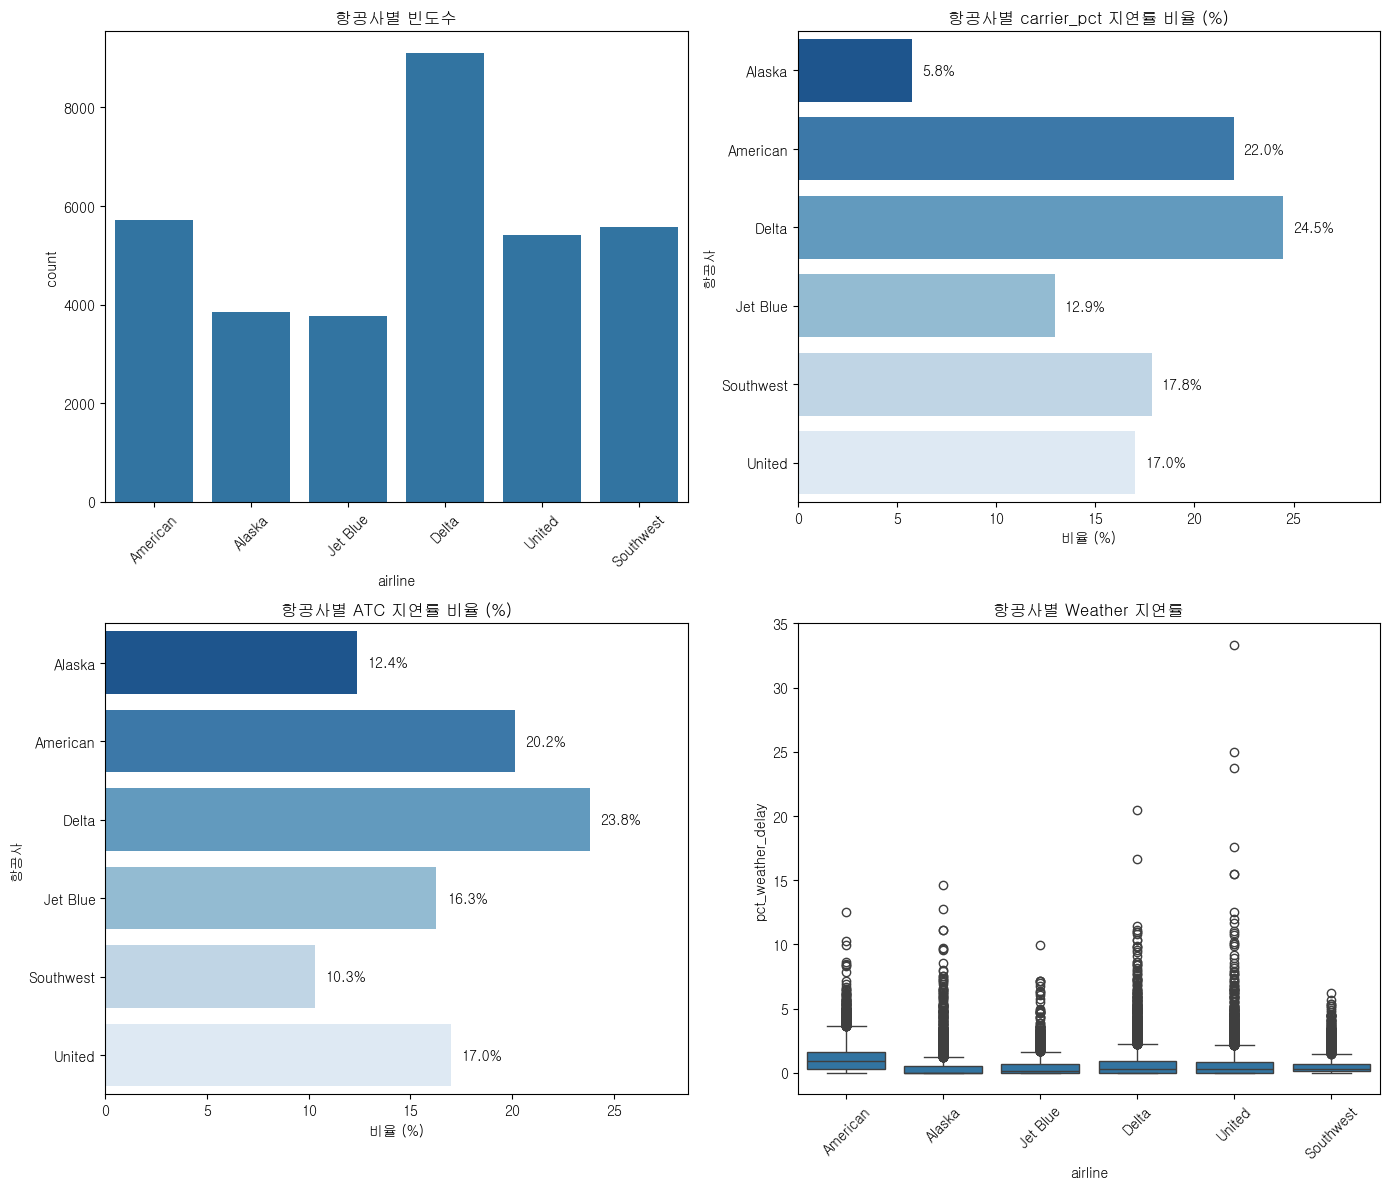 항공사별 빈도수
count
8000
6000
4000
2000
0
American
Alaska
Jet Blue
Delta
United
Southwest
airline
항공사별 carrier_pct 지연률 비율 (%)
항공사
Alaska
5.8%
American
22.0%
Delta
24.5%
Jet Blue
12.9%
Southwest
17.8%
United
17.0%
0
5
10
15
20
25
비율 (%)
항공사별 ATC 지연률 비율 (%)
항공사
Alaska
12.4%
American
20.2%
Delta
23.8%
Jet Blue
16.3%
Southwest
10.3%
United
17.0%
0
5
10
15
20
25
비율 (%)
항공사별 Weather 지연률
pct_weather_delay
35
30
25
20
15
10
5
0
American
Alaska
Jet Blue
Delta
United
Southwest
airline